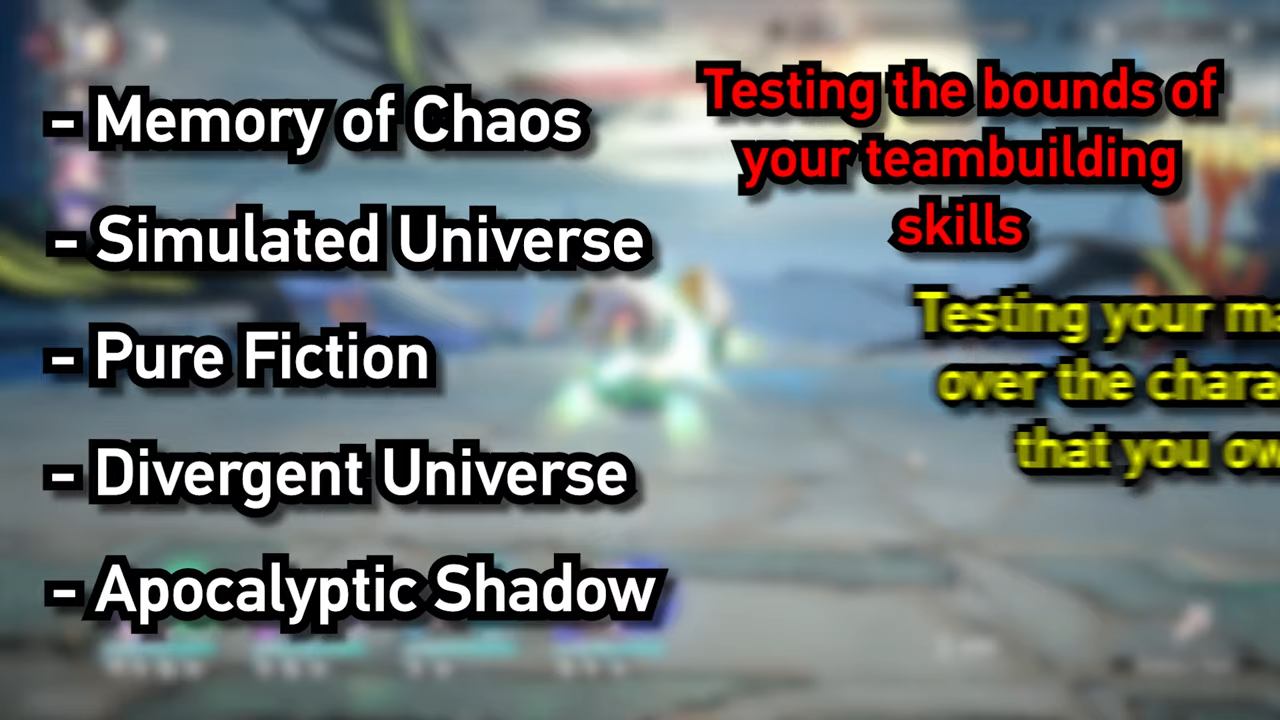 - Memory of Chaos
- Simulated Universe
- Pure Fiction
- Divergent Universe
- Apocalyptic Shadow
Testing the bounds of
your teambuilding
skills
Testing your
over the
that you